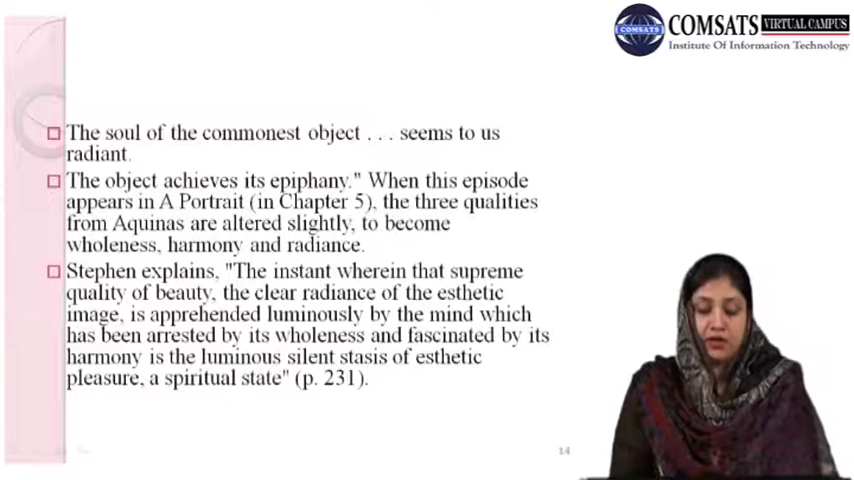 COMSATS
COMSATS VIRTUAL CAMPUS
Institute Of Information Technology
The soul of the commonest object . . . seems to us
radiant.
The object achieves its epiphany." When this episode
appears in A Portrait (in Chapter 5), the three qualities
from Aquinas are altered slightly, to become
wholeness, harmony and radiance.
Stephen explains, "The instant wherein that supreme
quality of beauty, the clear radiance of the esthetic
image, is apprehended luminously by the mind which
has been arrested by its wholeness and fascinated by its
harmony is the luminous silent stasis of esthetic
pleasure, a spiritual state" (p. 231).
14